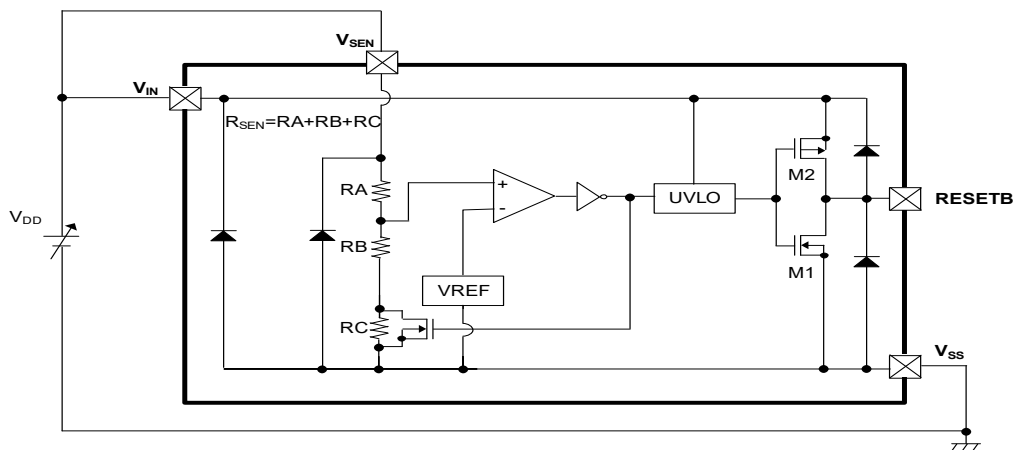 VSEN
VIN
RSEN=RA+RB+RC
RA
+
-
UVLO
M2
RESETB
VDD
RB
VREF
M1
RC
VSS